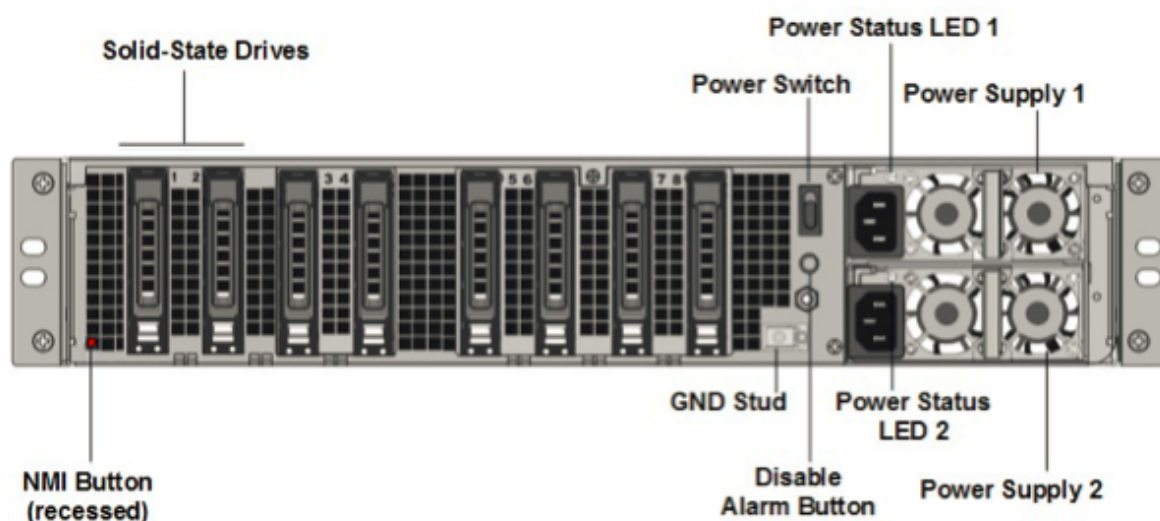 Power Status LED 1
Solid-State Drives
Power Switch
Power Supply 1
1 2
3 4
5 6
7 8
GND Stud
Power Status
LED 2
NMI Button
(recessed)
Disable
Alarm Button
Power Supply 2